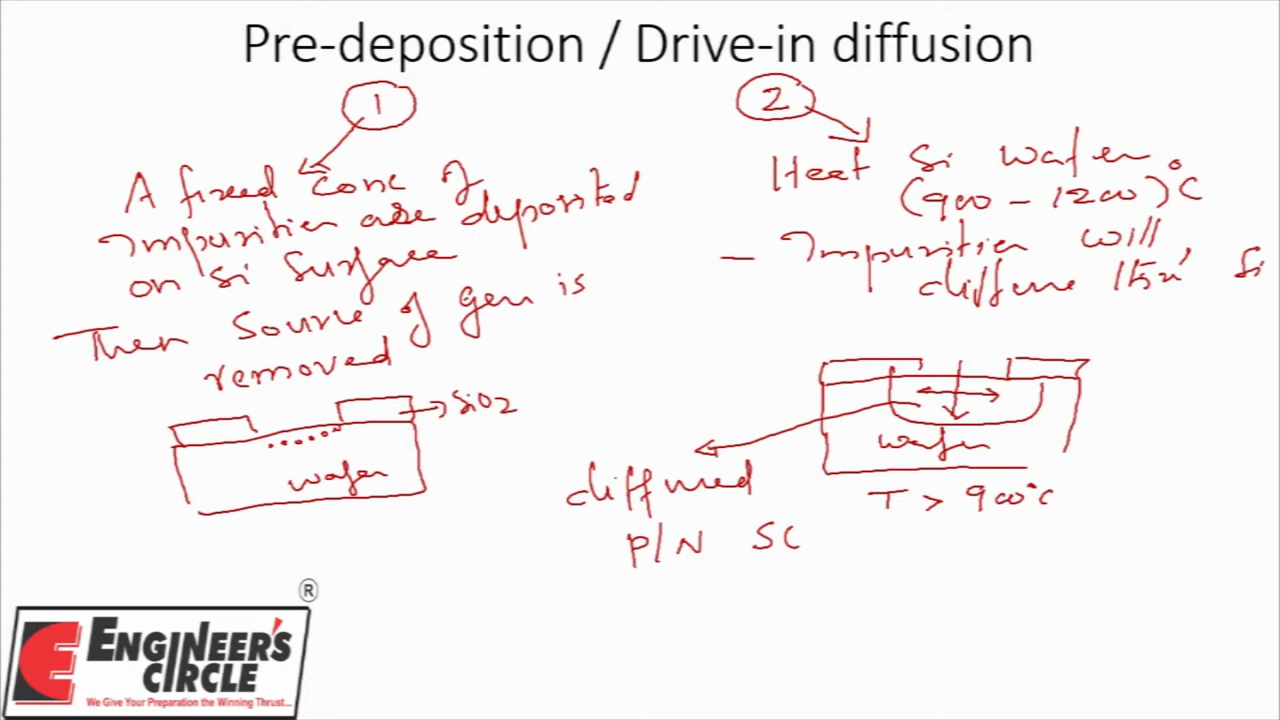 Pre-deposition / Drive-in diffusion
1
A fixed conc of
Impurities are deposited
on Si Surface
Then Source of gen is
removed
SiO2
wafer
2
Heat Si wafer
(900 - 1200)°C
- Impurities will
diffuse Si
wafer
T > 900°C
diffused
P/N SC
®
ENGINEER'S
CIRCLE
We Give Your Preparation the Winning Thrust...